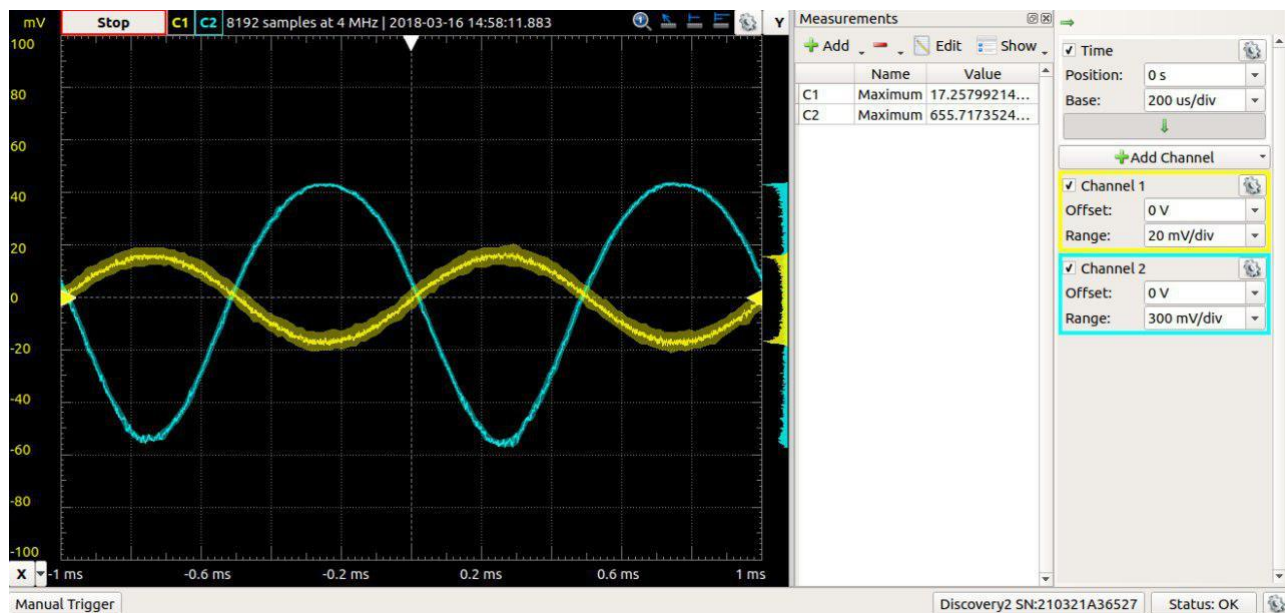 mV Stop C1 C2 8192 samples at 4 MHz | 2018-03-16 14:58:11.883 Y
100
80
60
40
20
0
-20
-40
-60
-80
-100
X -1 ms -0.6 ms -0.2 ms 0.2 ms 0.6 ms 1 ms
Measurements
Add Edit Show
Name Value
C1 Maximum 17.25799214...
C2 Maximum 655.7173524...
Time
Position: 0 s
Base: 200 us/div
Add Channel
Channel 1
Offset: 0 V
Range: 20 mV/div
Channel 2
Offset: 0 V
Range: 300 mV/div
Manual Trigger Discovery2 SN:210321A36527 Status: OK